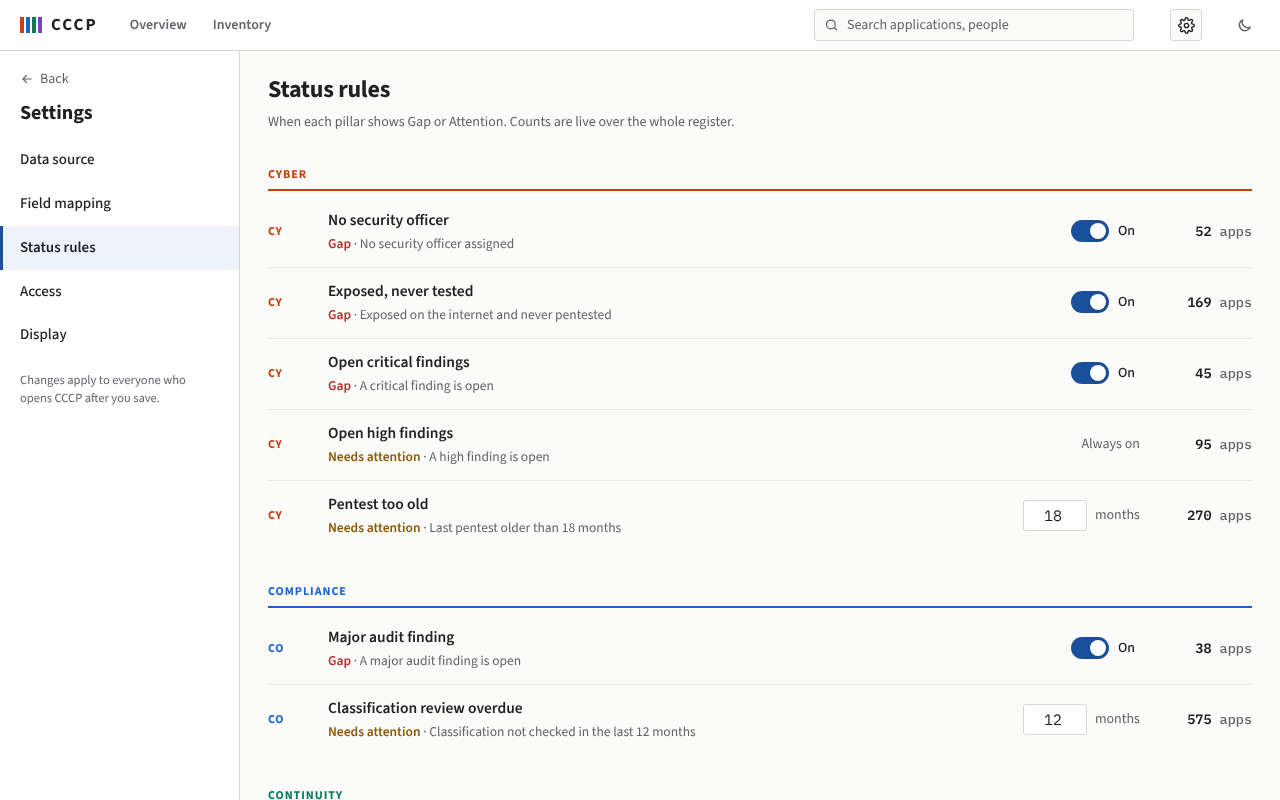 CCCP
Overview
Inventory
Search applications, people
Back
Settings
Data source
Field mapping
Status rules
Access
Display
Changes apply to everyone who
opens CCCP after you save.
Status rules
When each pillar shows Gap or Attention. Counts are live over the whole register.
CYBER
CY
No security officer
Gap · No security officer assigned
On
52 apps
CY
Exposed, never tested
Gap · Exposed on the internet and never pentested
On
169 apps
CY
Open critical findings
Gap · A critical finding is open
On
45 apps
CY
Open high findings
Needs attention · A high finding is open
Always on
95 apps
CY
Pentest too old
Needs attention · Last pentest older than 18 months
18 months
270 apps
COMPLIANCE
CO
Major audit finding
Gap · A major audit finding is open
On
38 apps
CO
Classification review overdue
Needs attention · Classification not checked in the last 12 months
12 months
575 apps
CONTINUITY